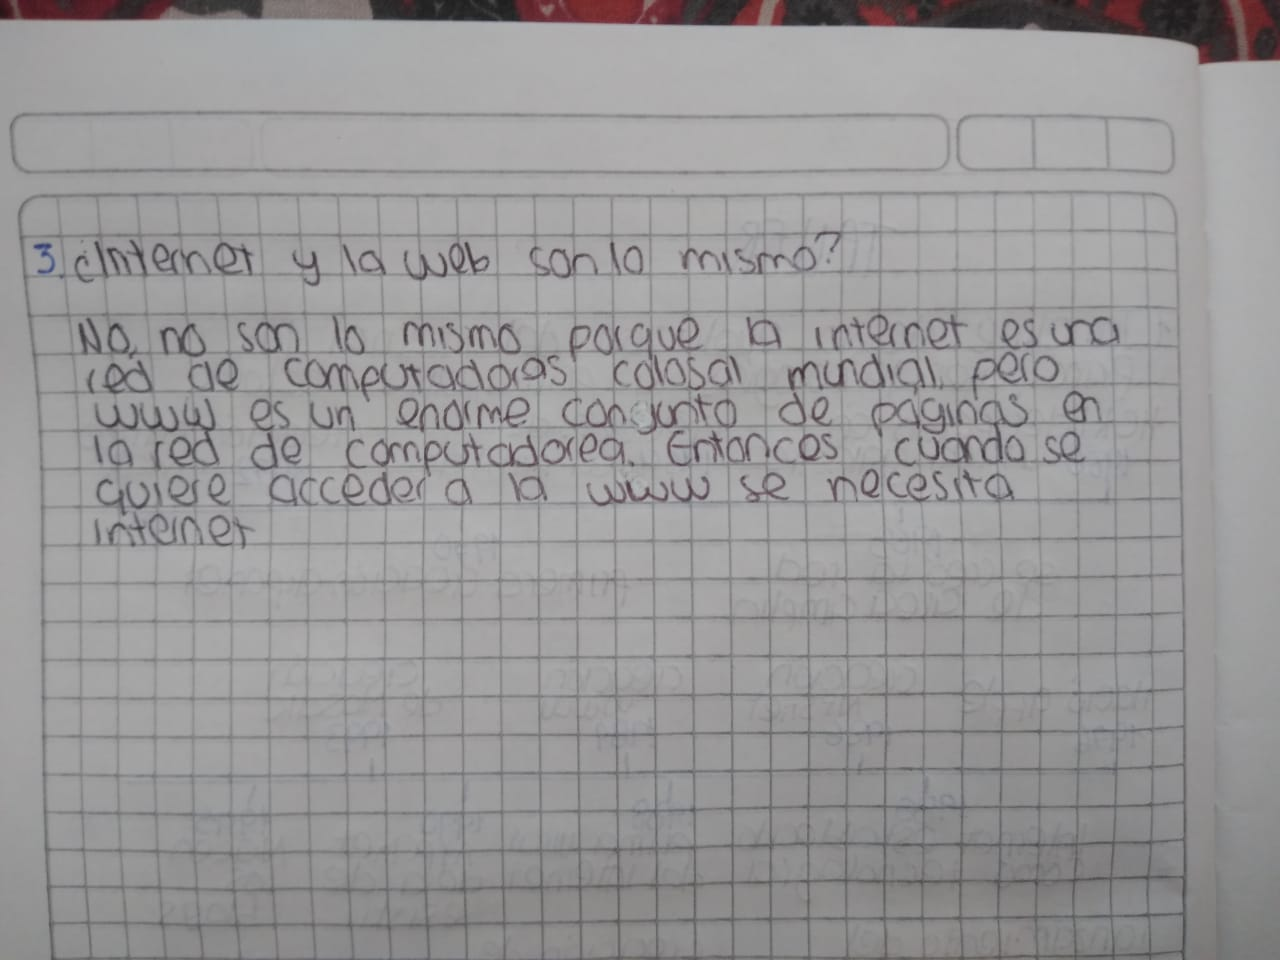 3. ¿Internet y la web son lo mismo?
No, no son lo mismo porque la internet es una
red de computadoras colosal mundial, pero
www es un enorme congunto de páginas en
la red de computadorea. Entonces cuando se
quiere acceder a la www se necesita
internet